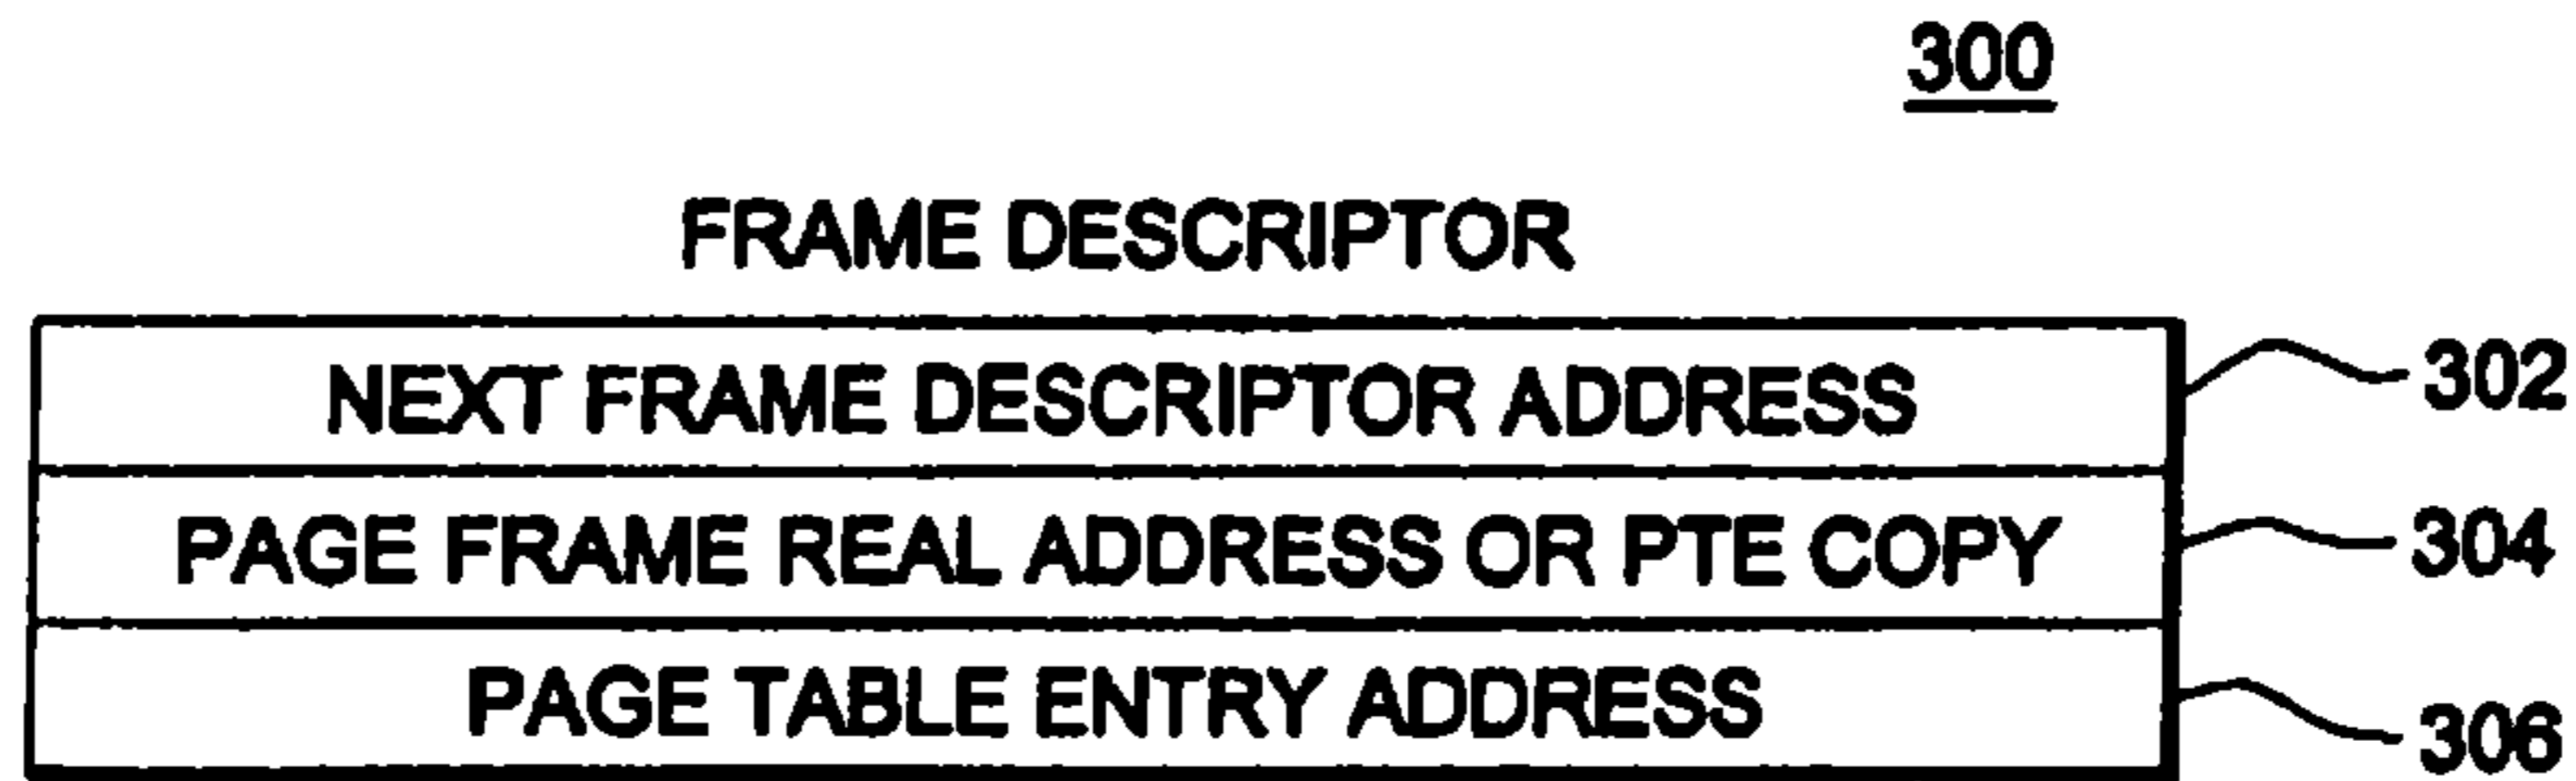 300
FRAME DESCRIPTOR
NEXT FRAME DESCRIPTOR ADDRESS 302
PAGE FRAME REAL ADDRESS OR PTE COPY 304
PAGE TABLE ENTRY ADDRESS 306